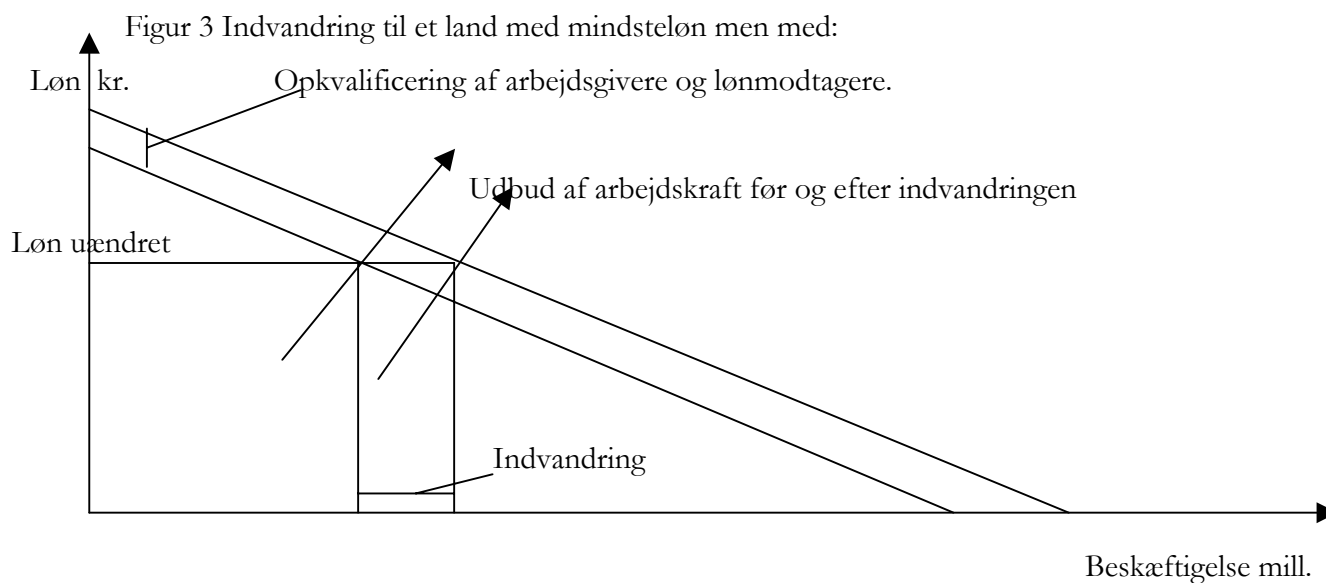 Figur 3 Indvandring til et land med mindsteløn men med:
Løn kr.
Opkvalificering af arbejdsgivere og lønmodtagere.
Udbud af arbejdskraft før og efter indvandringen
Løn uændret
Indvandring
Beskæftigelse mill.